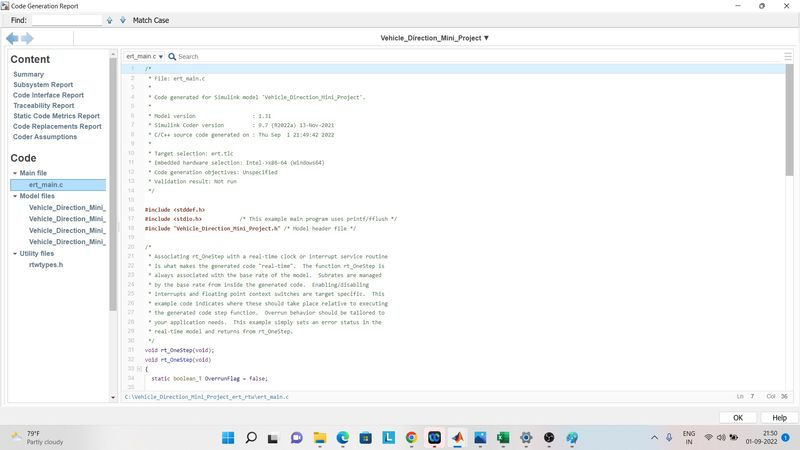 Code Generation Report
Find:
Match Case
Vehicle_Direction_Mini_Project ▼
Content
Summary
Subsystem Report
Code Interface Report
Traceability Report
Static Code Metrics Report
Code Replacements Report
Coder Assumptions
Code
Main file
ert_main.c
Model files
Vehicle_Direction_Mini_
Vehicle_Direction_Mini_
Vehicle_Direction_Mini_
Vehicle_Direction_Mini_
Utility files
rtwtypes.h
ert_main.c ▼ Search
1 /*
2 * File: ert_main.c
3 *
4 * Code generated for Simulink model 'Vehicle_Direction_Mini_Project'.
5 *
6 * Model version : 1.31
7 * Simulink Coder version : 9.7 (R2022a) 13-Nov-2021
8 * C/C++ source code generated on : Thu Sep 1 21:49:42 2022
9 *
10 * Target selection: ert.tlc
11 * Embedded hardware selection: Intel->x86-64 (Windows64)
12 * Code generation objectives: Unspecified
13 * Validation result: Not run
14 */
15
16 #include <stddef.h>
17 #include <stdio.h> /* This example main program uses printf/fflush */
18 #include "Vehicle_Direction_Mini_Project.h" /* Model header file */
19
20 /*
21 * Associating rt_OneStep with a real-time clock or interrupt service routine
22 * is what makes the generated code "real-time". The function rt_OneStep is
23 * always associated with the base rate of the model. Subrates are managed
24 * by the base rate from inside the generated code. Enabling/disabling
25 * interrupts and floating point context switches are target specific. This
26 * example code indicates where these should take place relative to executing
27 * the generated code step function. Overrun behavior should be tailored to
28 * your application needs. This example simply sets an error status in the
29 * real-time model and returns from rt_OneStep.
30 */
31 void rt_OneStep(void);
32 void rt_OneStep(void)
33 {
34 static boolean_T OverrunFlag = false;
35
C:\Vehicle_Direction_Mini_Project_ert_rtw\ert_main.c
Ln 7 Col 36
OK Help
79°F
Partly cloudy
ENG
IN
21:50
01-09-2022